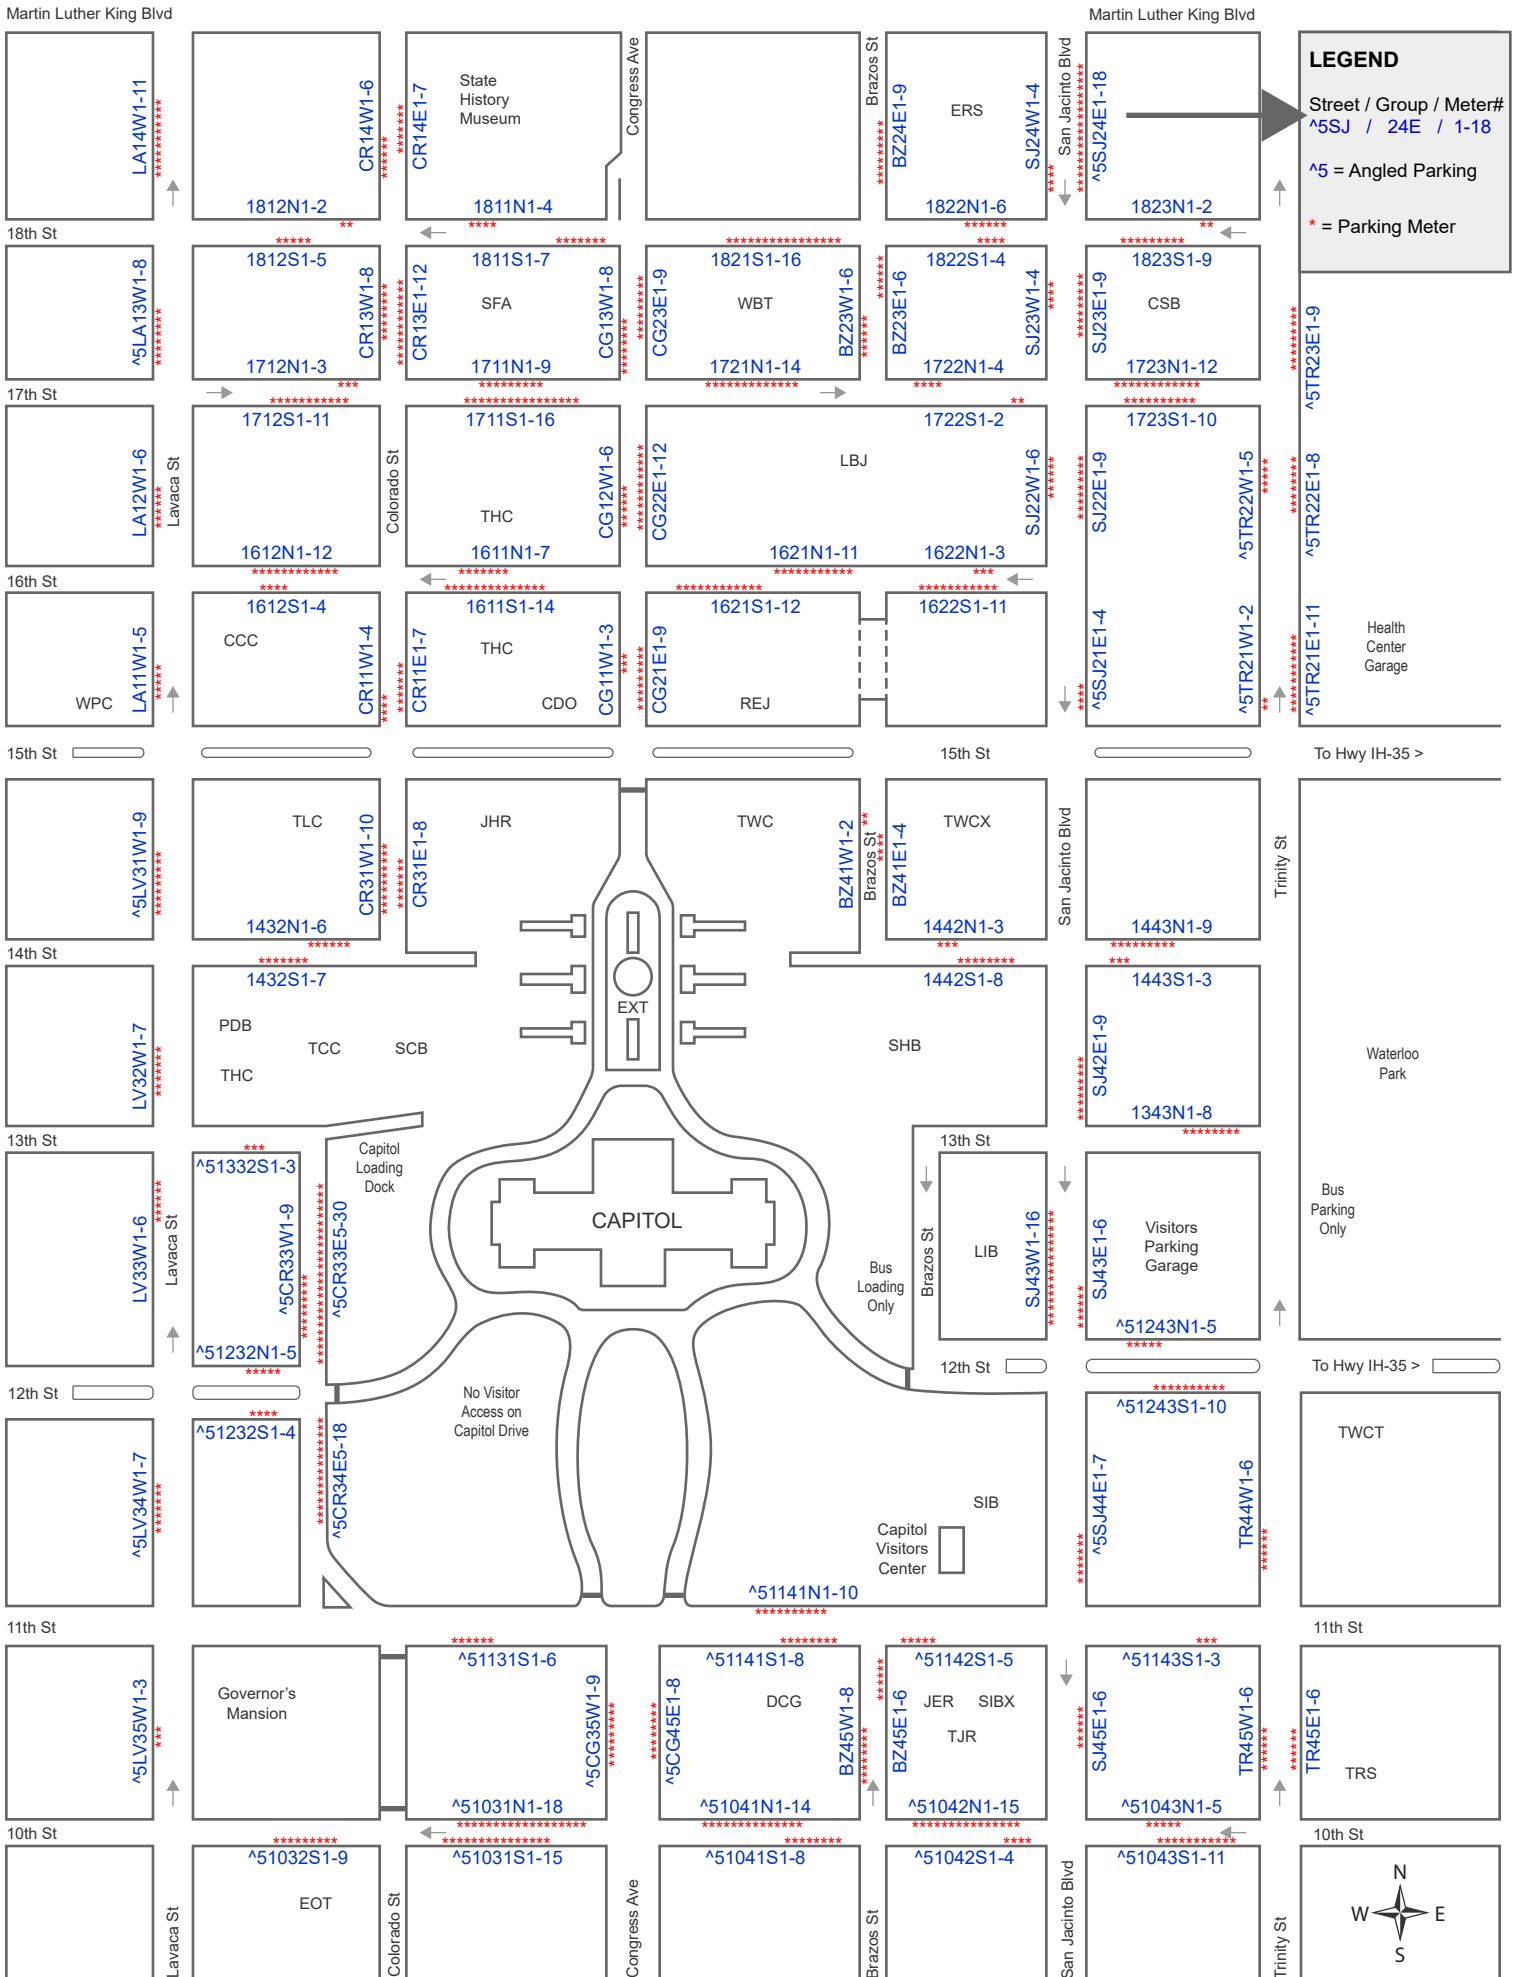 Martin Luther King Blvd
Martin Luther King Blvd
LA14W1-11
CR14W1-6
CR14E1-7
State
History
Museum
Congress Ave
Brazos St
BZ24E1-9
ERS
SJ24W1-4
San Jacinto Blvd
^5SJ24E1-18
LEGEND
Street / Group / Meter#
^5SJ / 24E / 1-18
^5 = Angled Parking
* = Parking Meter
1812N1-2
1811N1-4
1822N1-6
1823N1-2
**
****
******
**
18th St
*****
*******
****************
****
*********
1812S1-5
1811S1-7
1821S1-16
1822S1-4
1823S1-9
^5LA13W1-8
CR13W1-8
CR13E1-12
SFA
CG13W1-8
CG23E1-9
WBT
BZ23W1-6
BZ23E1-6
SJ23W1-4
SJ23E1-9
CSB
^5TR23E1-9
1712N1-3
1711N1-9
1721N1-14
1722N1-4
1723N1-12
***
*********
*************
****
************
17th St
***********
****************
**
**********
1712S1-11
1711S1-16
1722S1-2
1723S1-10
LA12W1-6
Lavaca St
Colorado St
THC
CG12W1-6
CG22E1-12
LBJ
SJ22W1-6
SJ22E1-9
^5TR22W1-5
^5TR22E1-8
1612N1-12
1611N1-7
1621N1-11
1622N1-3
************
*******
***********
***
16th St
****
**************
************
***********
1612S1-4
1611S1-14
1621S1-12
1622S1-11
WPC
LA11W1-5
CCC
CR11W1-4
CR11E1-7
THC
CDO
CG11W1-3
CG21E1-9
REJ
^5SJ21E1-4
^5TR21W1-2
^5TR21E1-11
Health
Center
Garage
15th St
15th St
To Hwy IH-35 >
^5LV31W1-9
TLC
CR31W1-10
CR31E1-8
JHR
TWC
BZ41W1-2
Brazos St
BZ41E1-4
TWCX
San Jacinto Blvd
Trinity St
1432N1-6
1442N1-3
1443N1-9
******
***
*********
14th St
*******
********
***
1432S1-7
1442S1-8
1443S1-3
EXT
LV32W1-7
PDB
TCC
SCB
THC
SHB
SJ42E1-9
1343N1-8
********
Waterloo
Park
13th St
13th St
***
^51332S1-3
LV33W1-6
Lavaca St
^5CR33W1-9
^5CR33E5-30
Capitol
Loading
Dock
CAPITOL
Bus
Loading
Only
Brazos St
LIB
SJ43W1-16
SJ43E1-6
Visitors
Parking
Garage
Bus
Parking
Only
^51232N1-5
^51243N1-5
*****
*****
12th St
12th St
To Hwy IH-35 >
****
**********
^51232S1-4
^51243S1-10
^5LV34W1-7
^5CR34E5-18
No Visitor
Access on
Capitol Drive
SIB
Capitol
Visitors
Center
^5SJ44E1-7
TR44W1-6
TWCT
^51141N1-10
**********
11th St
11th St
******
********
*****
***
^51131S1-6
^51141S1-8
^51142S1-5
^51143S1-3
^5LV35W1-3
Governor's
Mansion
^5CG35W1-9
^5CG45E1-8
DCG
BZ45W1-8
BZ45E1-6
JER
SIBX
TJR
SJ45E1-6
TR45W1-6
TR45E1-6
TRS
^51031N1-18
^51041N1-14
^51042N1-15
^51043N1-5
******************
**************
***************
*****
10th St
10th St
*********
***************
********
****
***********
^51032S1-9
^51031S1-15
^51041S1-8
^51042S1-4
^51043S1-11
Lavaca St
EOT
Colorado St
Congress Ave
Brazos St
San Jacinto Blvd
Trinity St
N
W
E
S